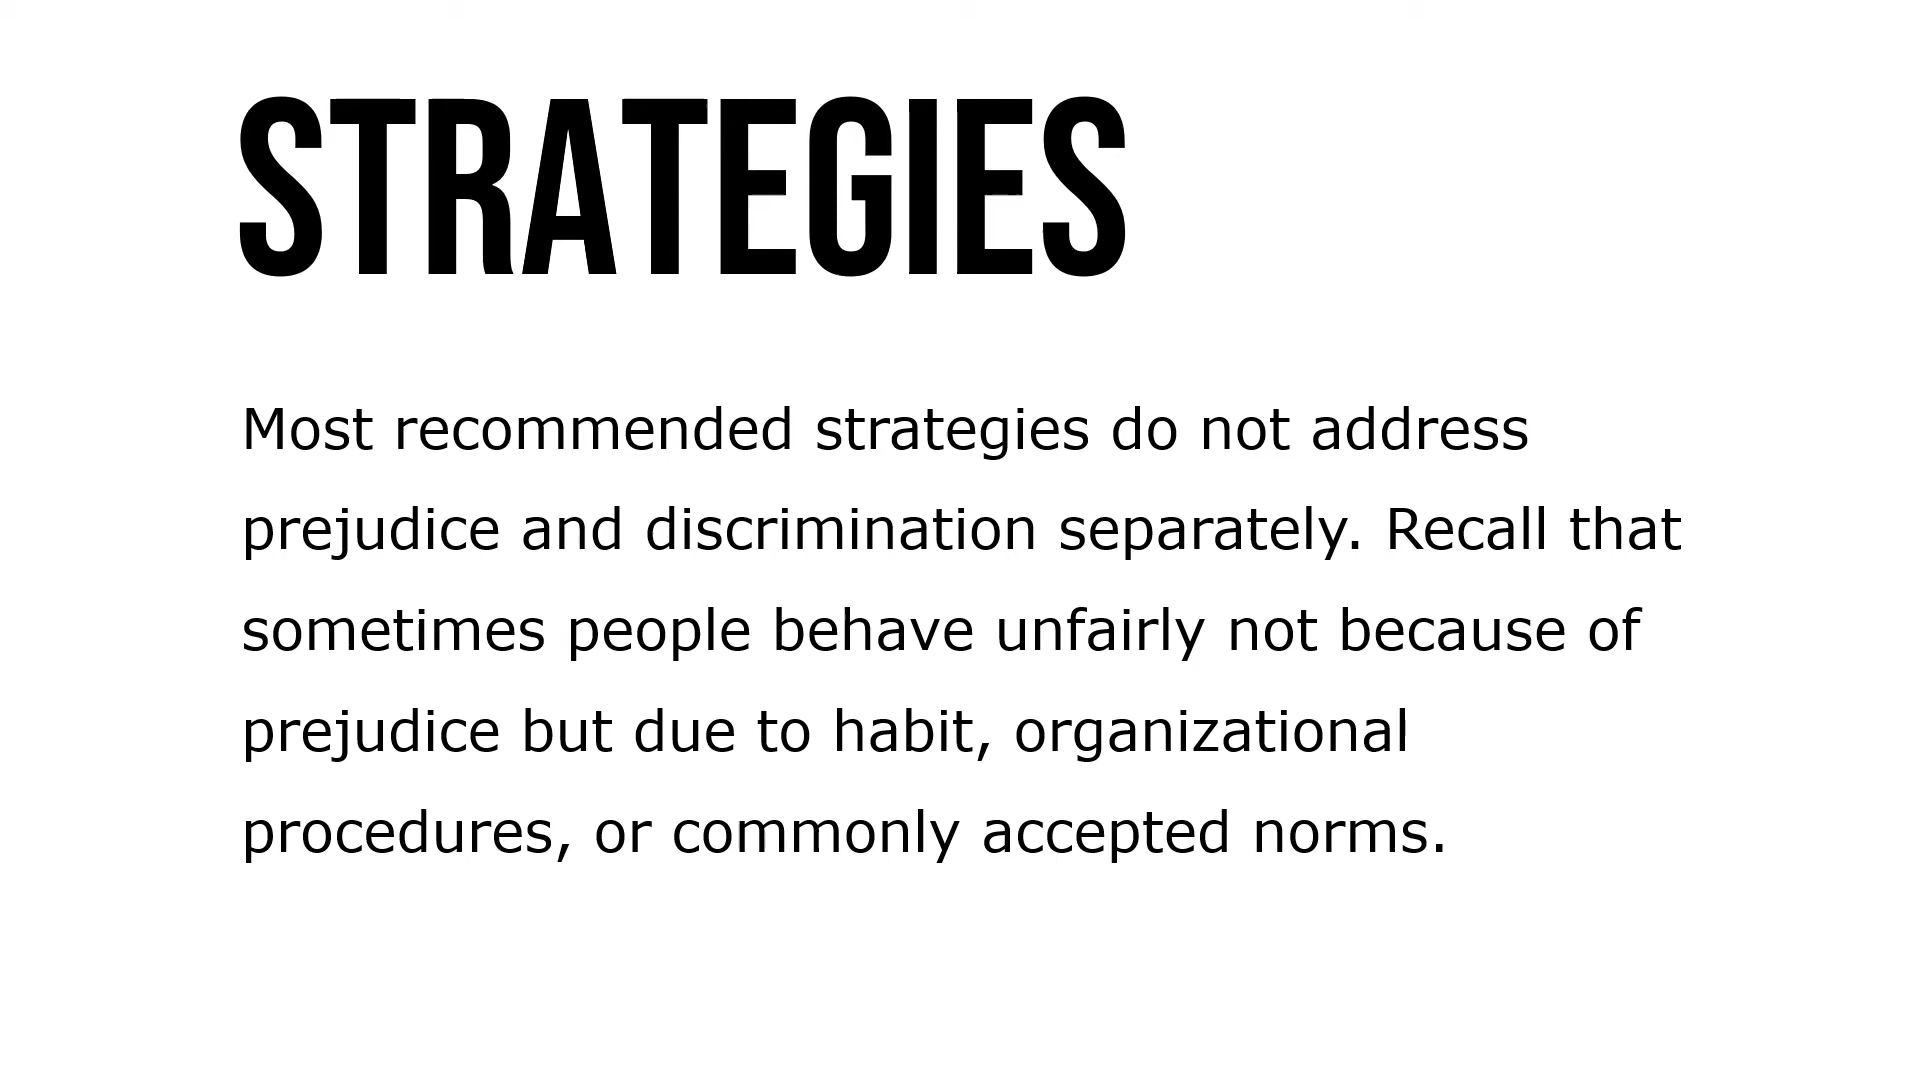 STRATEGIES
Most recommended strategies do not address
prejudice and discrimination separately. Recall that
sometimes people behave unfairly not because of
prejudice but due to habit, organizational
procedures, or commonly accepted norms.